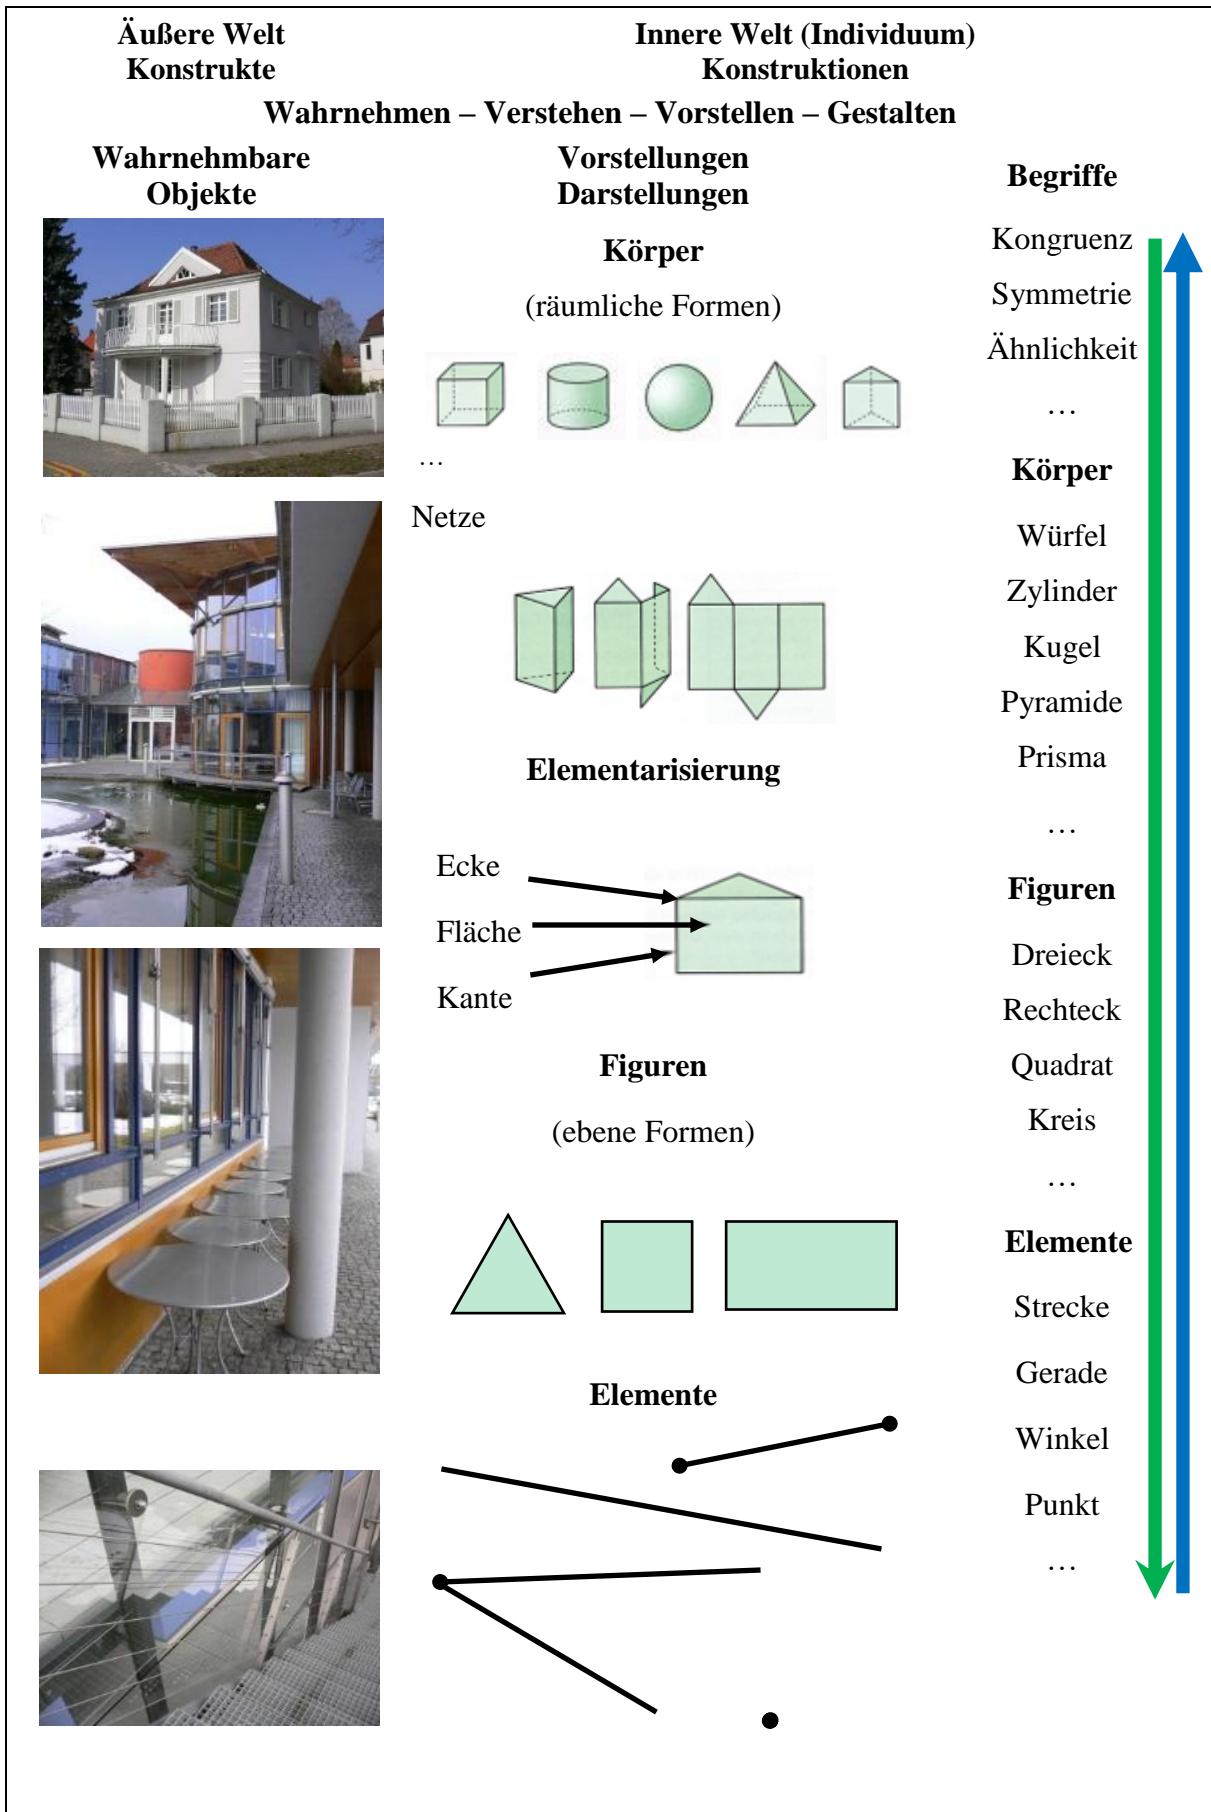 Äußere Welt
Konstrukte
Innere Welt (Individuum)
Konstruktionen
Wahrnehmen – Verstehen – Vorstellen – Gestalten
Wahrnehmbare
Objekte
Vorstellungen
Darstellungen
Körper
(räumliche Formen)
…
Netze
Elementarisierung
Ecke
Fläche
Kante
Figuren
(ebene Formen)
Elemente
Begriffe
Kongruenz
Symmetrie
Ähnlichkeit
…
Körper
Würfel
Zylinder
Kugel
Pyramide
Prisma
…
Figuren
Dreieck
Rechteck
Quadrat
Kreis
…
Elemente
Strecke
Gerade
Winkel
Punkt
…